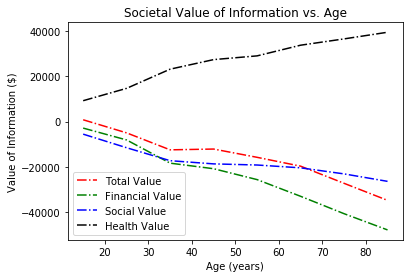 Societal Value of Information vs. Age
40000
20000
0
−20000
−40000
Value of Information ($)
Total Value
Financial Value
Social Value
Health Value
20 30 40 50 60 70 80
Age (years)